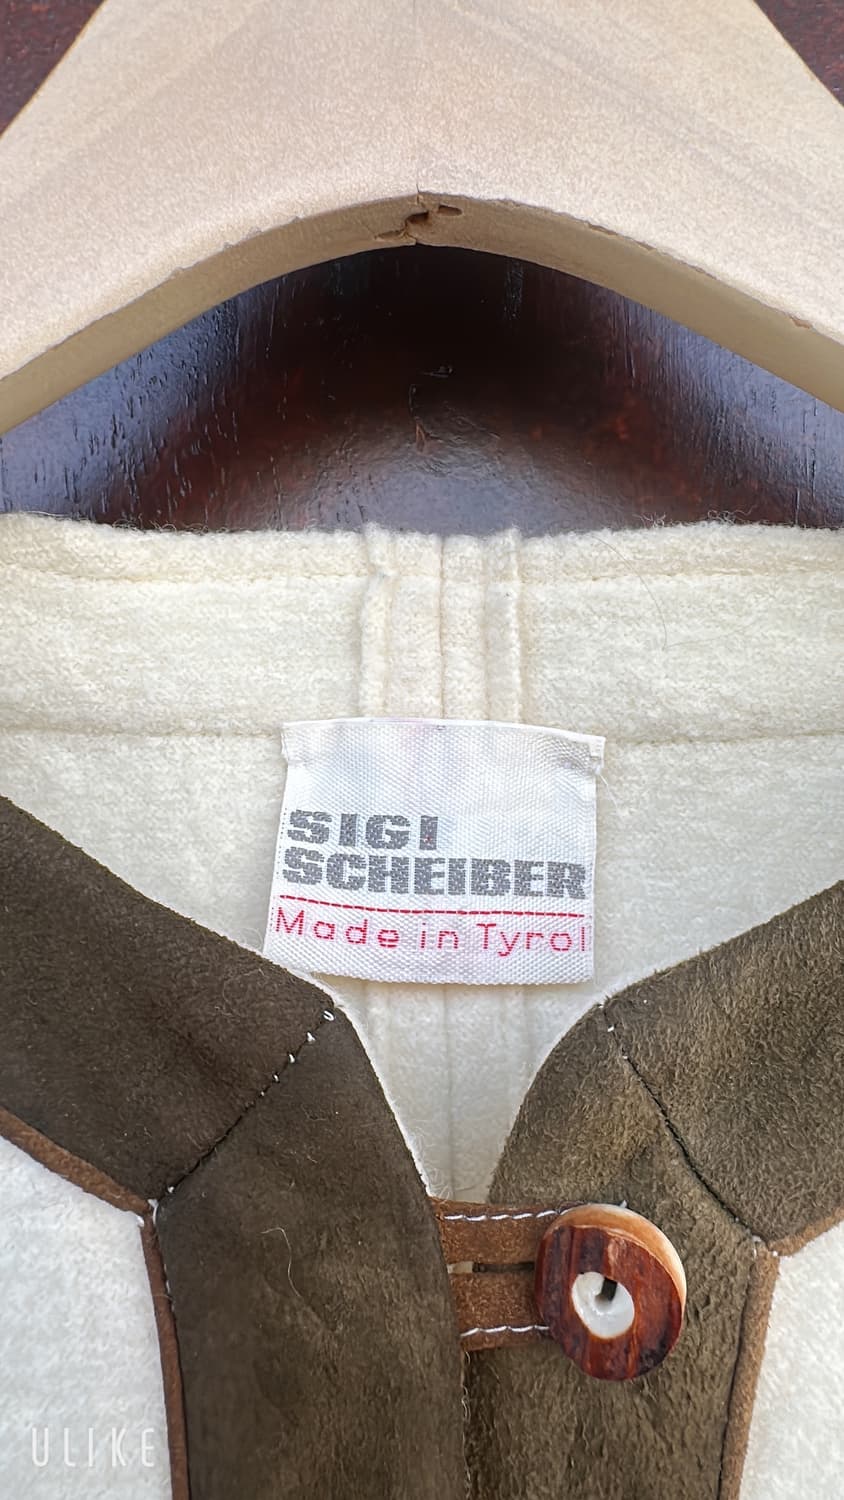 SIGI
SCHEIBER
Made in Tyrol
ULIKE